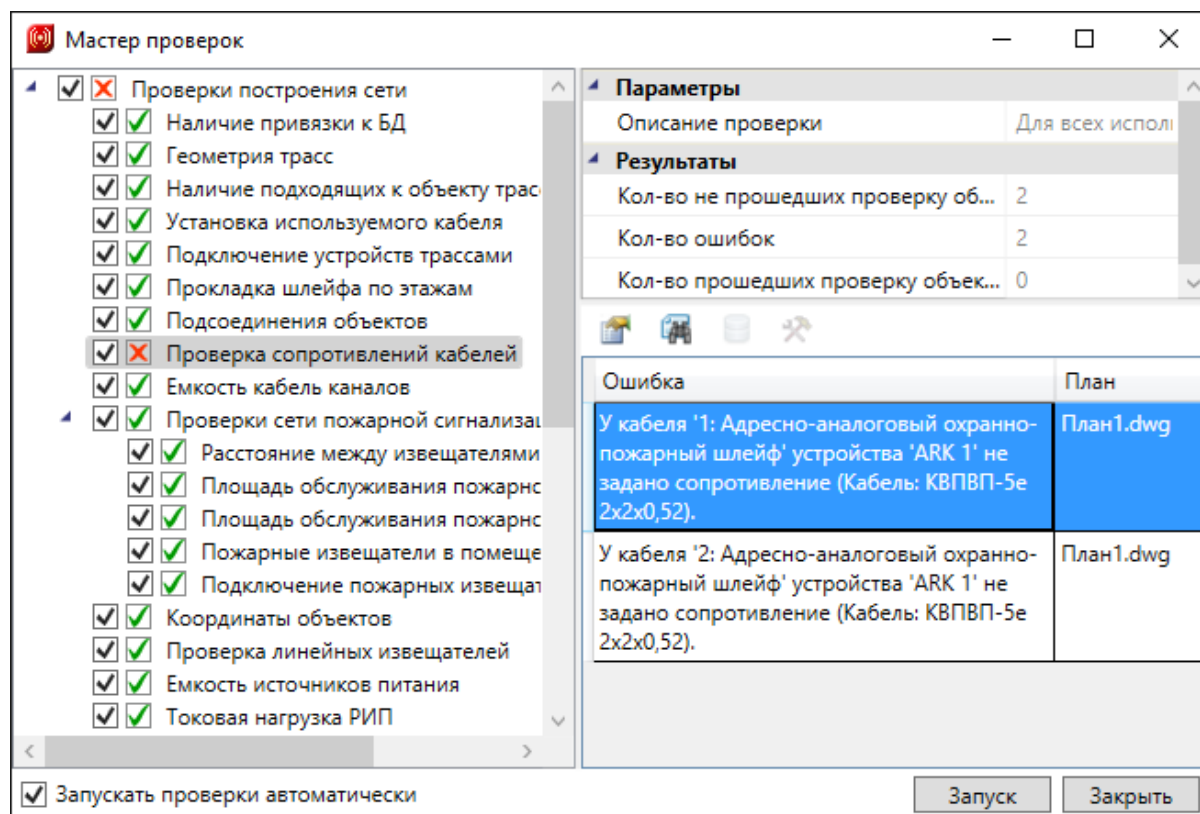 Мастер проверок
Проверки построения сети
Наличие привязки к БД
Геометрия трасс
Наличие подходящих к объекту трас
Установка используемого кабеля
Подключение устройств трассами
Прокладка шлейфа по этажам
Подсоединения объектов
Проверка сопротивлений кабелей
Емкость кабель каналов
Проверки сети пожарной сигнализац
Расстояние между извещателями
Площадь обслуживания пожарнс
Площадь обслуживания пожарнс
Пожарные извещатели в помеще
Подключение пожарных извещат
Координаты объектов
Проверка линейных извещателей
Емкость источников питания
Токовая нагрузка РИП
Запускать проверки автоматически
Параметры
Описание проверки Для всех исполі
Результаты
Кол-во не прошедших проверку об... 2
Кол-во ошибок 2
Кол-во прошедших проверку объек... 0
Ошибка План
У кабеля '1: Адресно-аналоговый охранно- План1.dwg
пожарный шлейф' устройства 'ARK 1' не
задано сопротивление (Кабель: КВПВП-5е
2x2x0,52).
У кабеля '2: Адресно-аналоговый охранно- План1.dwg
пожарный шлейф' устройства 'ARK 1' не
задано сопротивление (Кабель: КВПВП-5е
2x2x0,52).
Запуск Закрыть